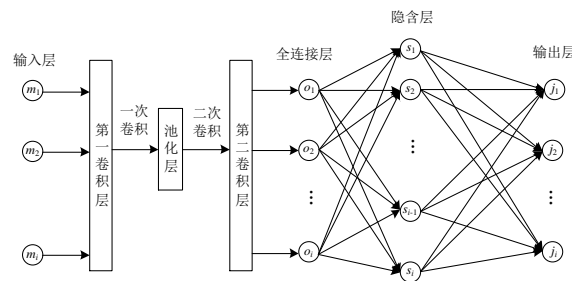 隐含层
输入层
全连接层
输出层
m1
m2
⋮
mi
第一卷积层
一次
卷积
池化层
二次
卷积
第二卷积层
o1
o2
⋮
oi
s1
s2
⋮
si-1
si
j1
j2
⋮
ji